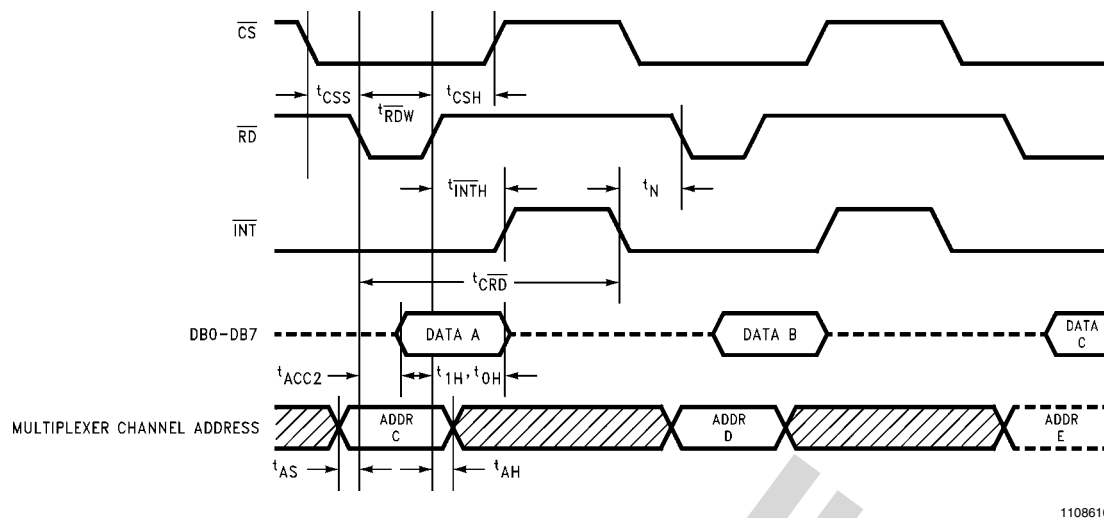 CS
tCSS
tRDW
tCSH
RD
tINTH
tN
INT
tCRD
DB0-DB7
DATA A
DATA B
DATA C
tACC2
t1H, t0H
MULTIPLEXER CHANNEL ADDRESS
ADDR C
ADDR D
ADDR E
tAS
tAH